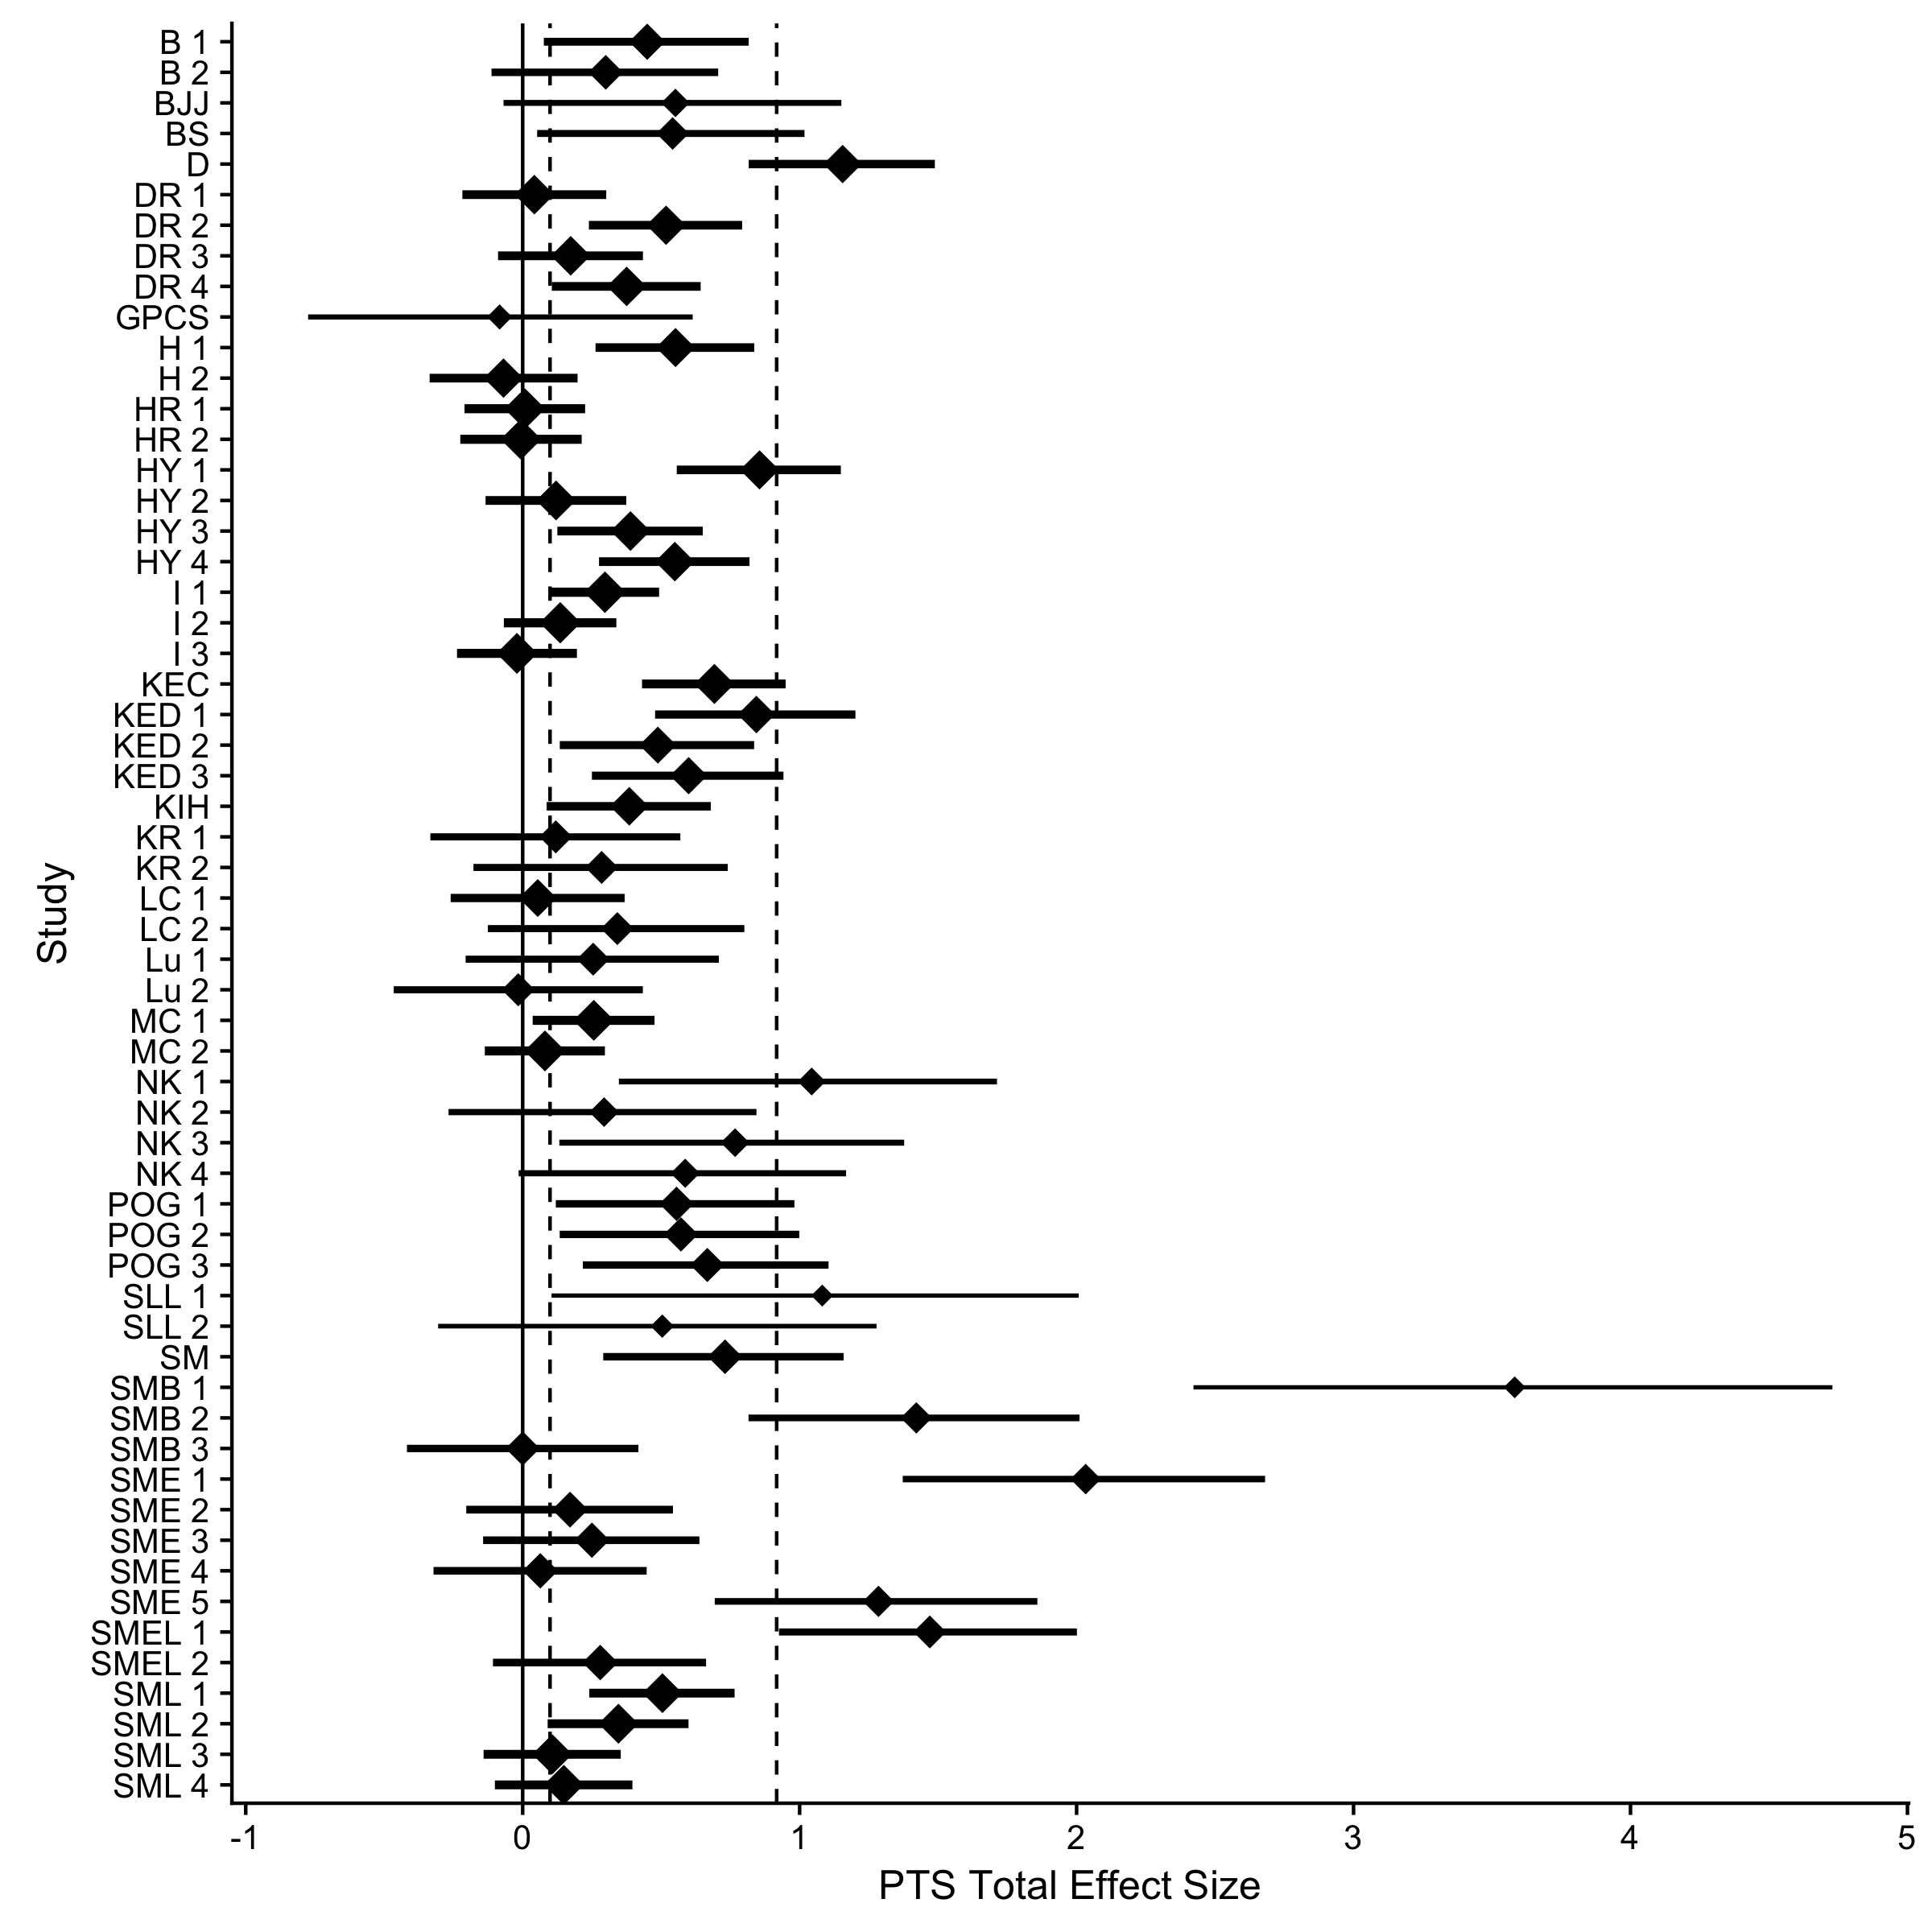 B 1
B 2
BJJ
BS
D
DR 1
DR 2
DR 3
DR 4
GPCS
H 1
H 2
HR 1
HR 2
HY 1
HY 2
HY 3
HY 4
I 1
I 2
I 3
KEC
KED 1
KED 2
KED 3
KIH
KR 1
KR 2
LC 1
LC 2
Lu 1
Lu 2
MC 1
MC 2
NK 1
NK 2
NK 3
NK 4
POG 1
POG 2
POG 3
SLL 1
SLL 2
SM
SMB 1
SMB 2
SMB 3
SME 1
SME 2
SME 3
SME 4
SME 5
SMEL 1
SMEL 2
SML 1
SML 2
SML 3
SML 4
Study
-1 0 1 2 3 4 5
PTS Total Effect Size